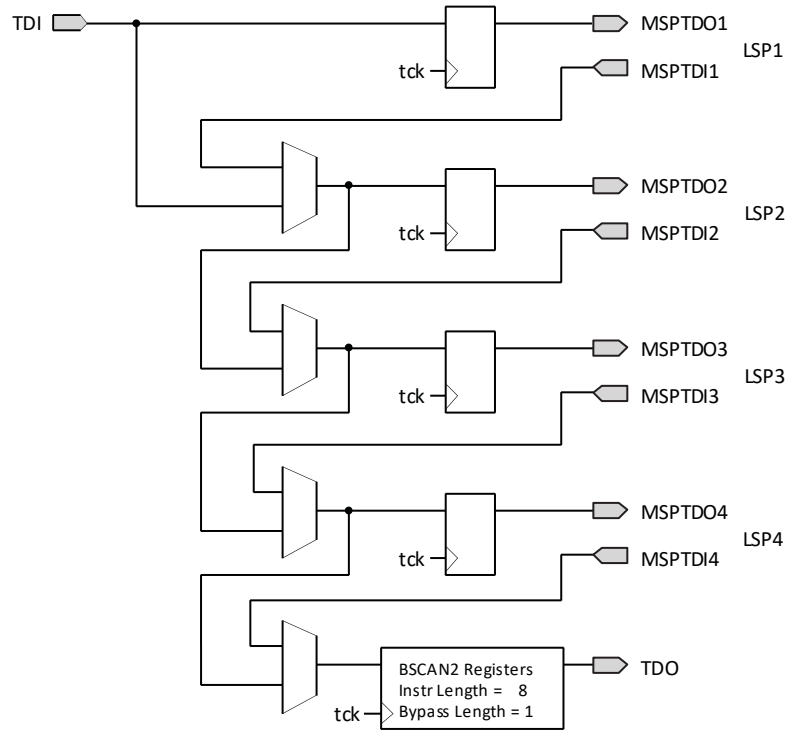 TDI
MSPTDO1
LSP1
tck
MSPTDI1
MSPTDO2
LSP2
tck
MSPTDI2
MSPTDO3
LSP3
tck
MSPTDI3
MSPTDO4
LSP4
tck
MSPTDI4
BSCAN2 Registers
TDO
Instr Length = 8
tck
Bypass Length = 1